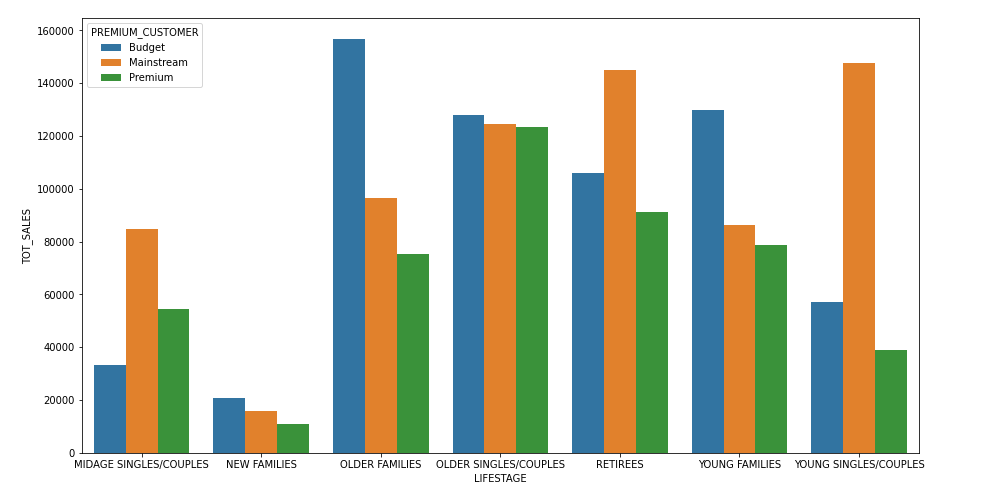 PREMIUM_CUSTOMER
Budget
Mainstream
Premium
160000
140000
120000
100000
80000
60000
40000
20000
0
TOT_SALES
MIDAGE SINGLES/COUPLES NEW FAMILIES OLDER FAMILIES OLDER SINGLES/COUPLES RETIREES YOUNG FAMILIES YOUNG SINGLES/COUPLES
LIFESTAGE